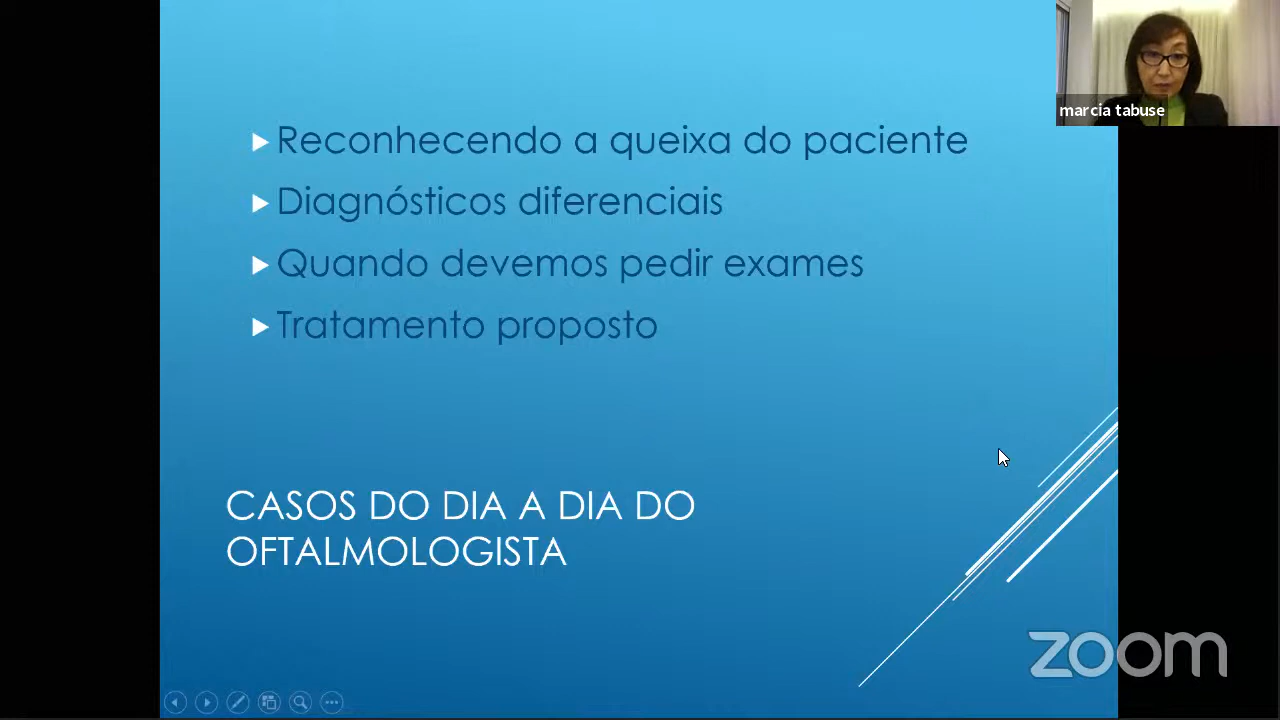 marcia tabuse
Reconhecendo a queixa do paciente
Diagnósticos diferenciais
Quando devemos pedir exames
Tratamento proposto
CASOS DO DIA A DIA DO
OFTALMOLOGISTA
zoom